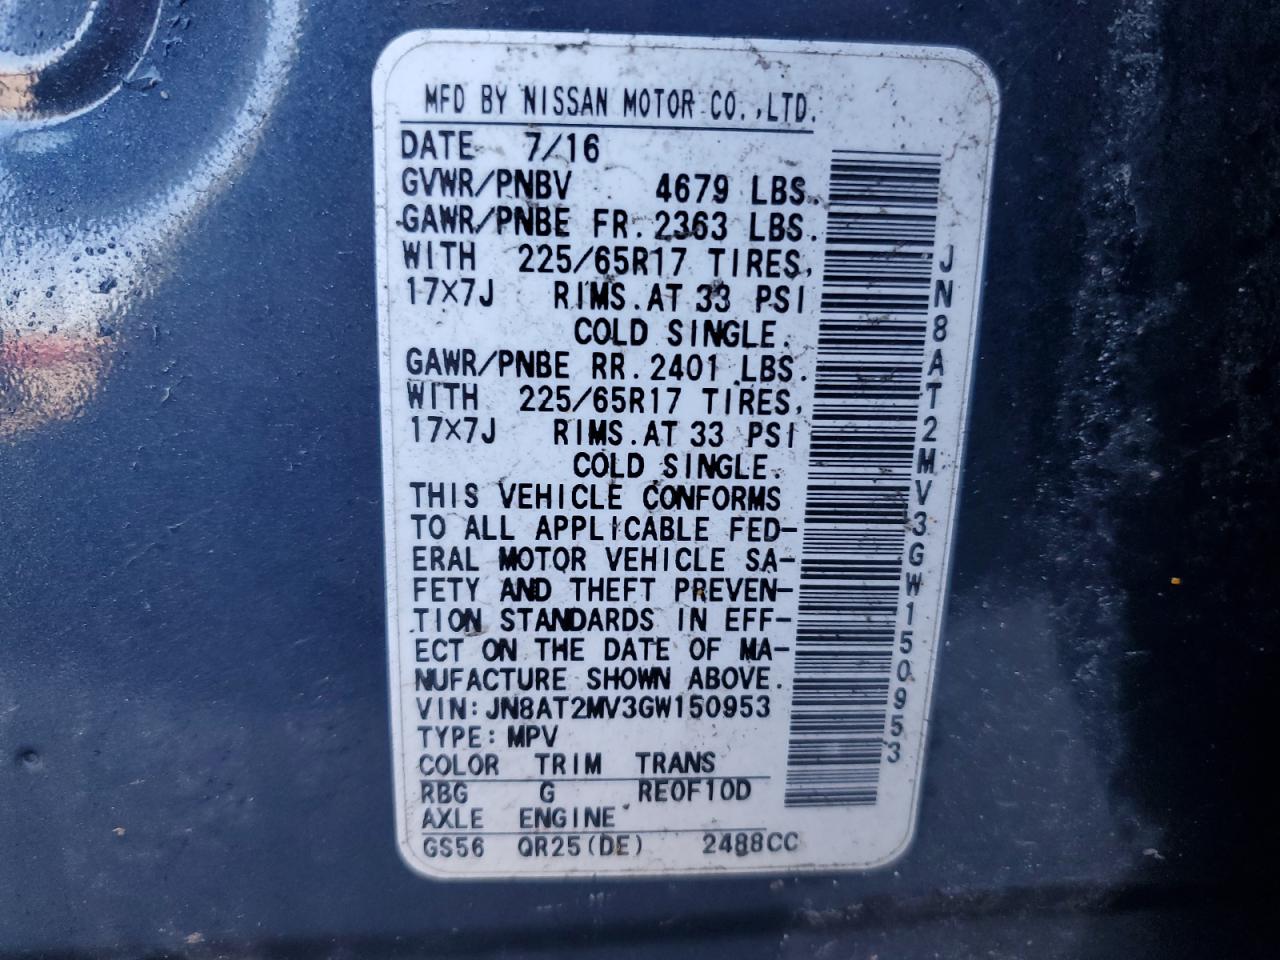 MFD BY NISSAN MOTOR CO.,LTD.
DATE 7/16
GVWR/PNBV 4679 LBS.
GAWR/PNBE FR. 2363 LBS.
WITH 225/65R17 TIRES,
17X7J RIMS. AT 33 PSI
COLD SINGLE.
GAWR/PNBE RR. 2401 LBS.
WITH 225/65R17 TIRES,
17X7J RIMS. AT 33 PSI
COLD SINGLE.
THIS VEHICLE CONFORMS
TO ALL APPLICABLE FED-
ERAL MOTOR VEHICLE SA-
FETY AND THEFT PREVEN-
TION STANDARDS IN EFF-
ECT ON THE DATE OF MA-
NUFACTURE SHOWN ABOVE.
VIN: JN8AT2MV3GW150953
TYPE: MPV
COLOR TRIM TRANS
RBG G RE0F10D
AXLE ENGINE
GS56 QR25(DE) 2488CC
JN8AT2MV3GW150953